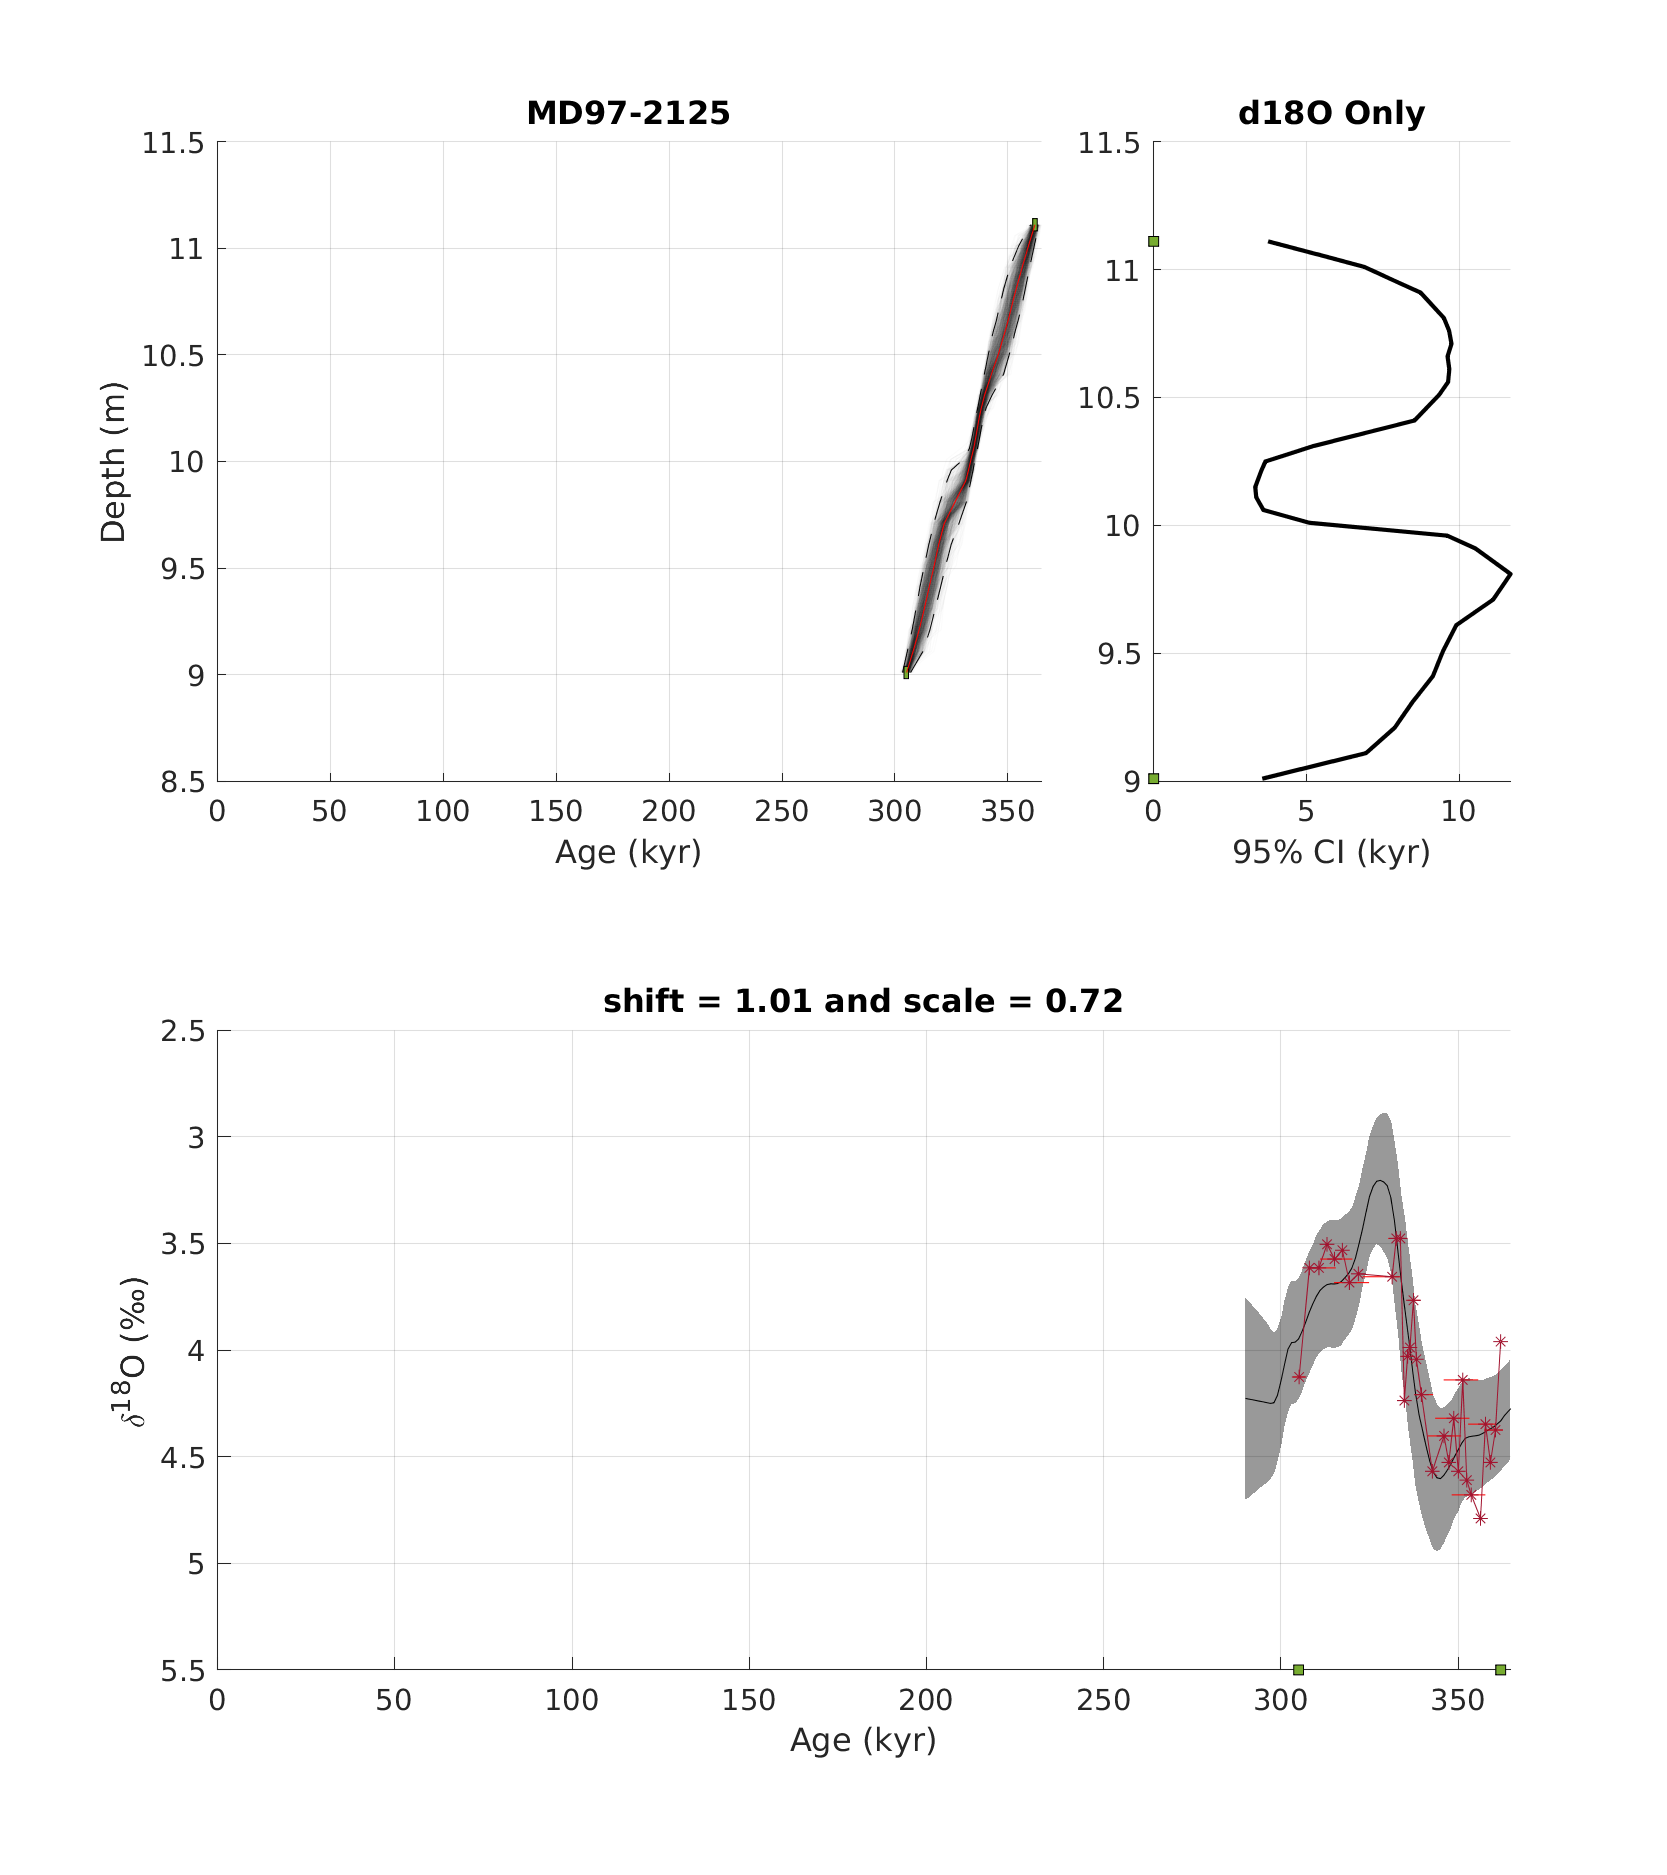 MD97-2125
d18O Only
11.5
11
10.5
10
9.5
9
8.5
Depth (m)
0 50 100 150 200 250 300 350
Age (kyr)
11.5
11
10.5
10
9.5
9
0 5 10
95% CI (kyr)
shift = 1.01 and scale = 0.72
2.5
3
3.5
4
4.5
5
5.5
δ¹⁸O (‰)
0 50 100 150 200 250 300 350
Age (kyr)